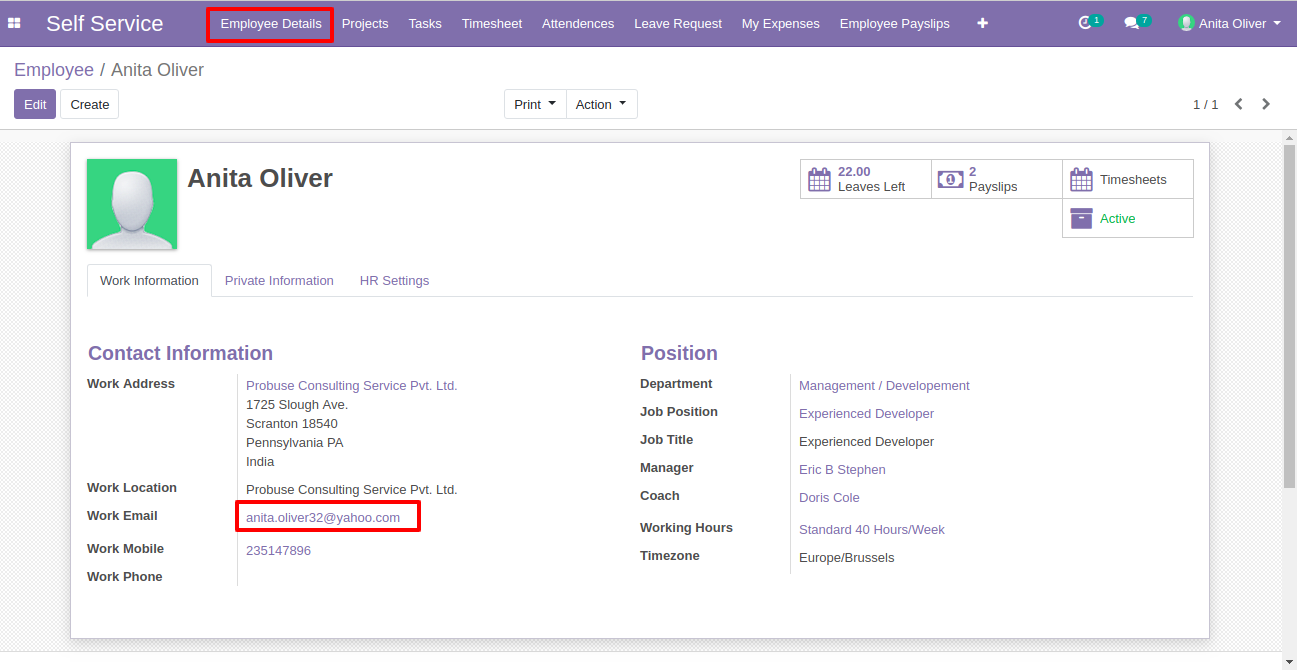 Self Service Employee Details Projects Tasks Timesheet Attendences Leave Request My Expenses Employee Payslips 1 7 Anita Oliver
Employee / Anita Oliver
Edit Create Print Action 1 / 1
Anita Oliver
22.00
Leaves Left
2
Payslips
Timesheets
Active
Work Information Private Information HR Settings
Contact Information
Work Address Probuse Consulting Service Pvt. Ltd.
1725 Slough Ave.
Scranton 18540
Pennsylvania PA
India
Work Location Probuse Consulting Service Pvt. Ltd.
Work Email anita.oliver32@yahoo.com
Work Mobile 235147896
Work Phone
Position
Department Management / Developement
Job Position Experienced Developer
Job Title Experienced Developer
Manager Eric B Stephen
Coach Doris Cole
Working Hours Standard 40 Hours/Week
Timezone Europe/Brussels